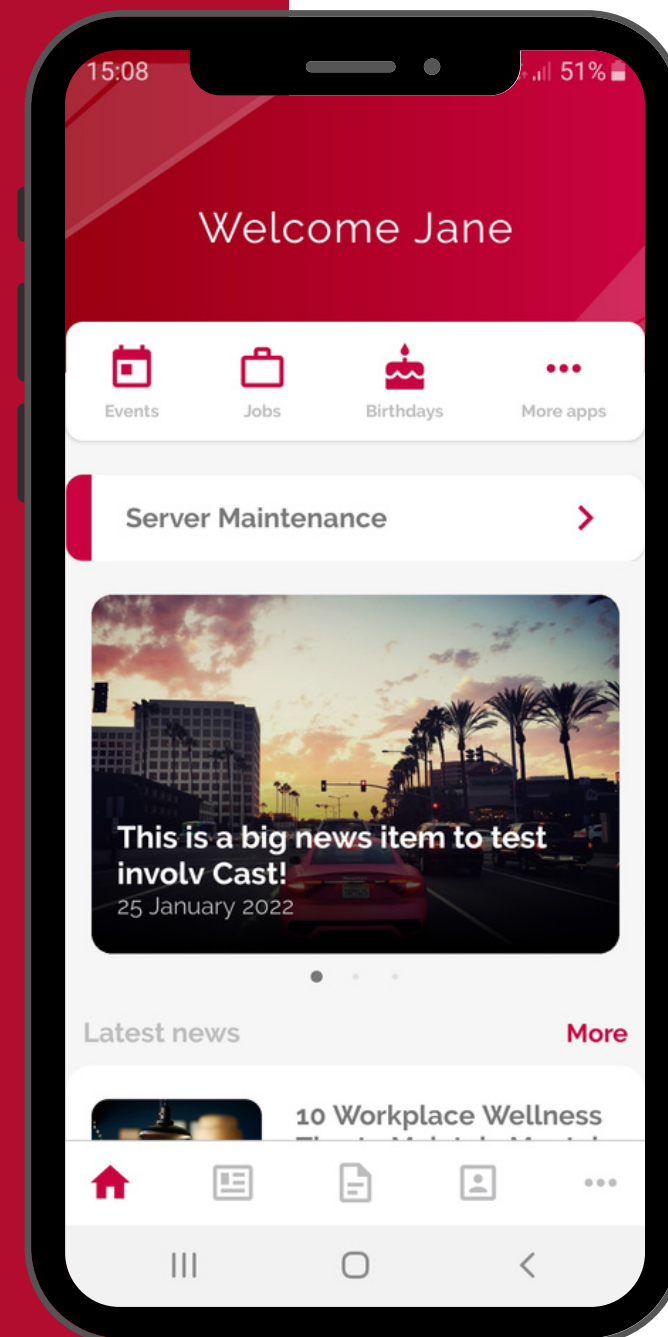 15:08
51%
Welcome Jane
Events
Jobs
Birthdays
More apps
Server Maintenance
This is a big news item to test
involv Cast!
25 January 2022
Latest news
More
10 Workplace Wellness